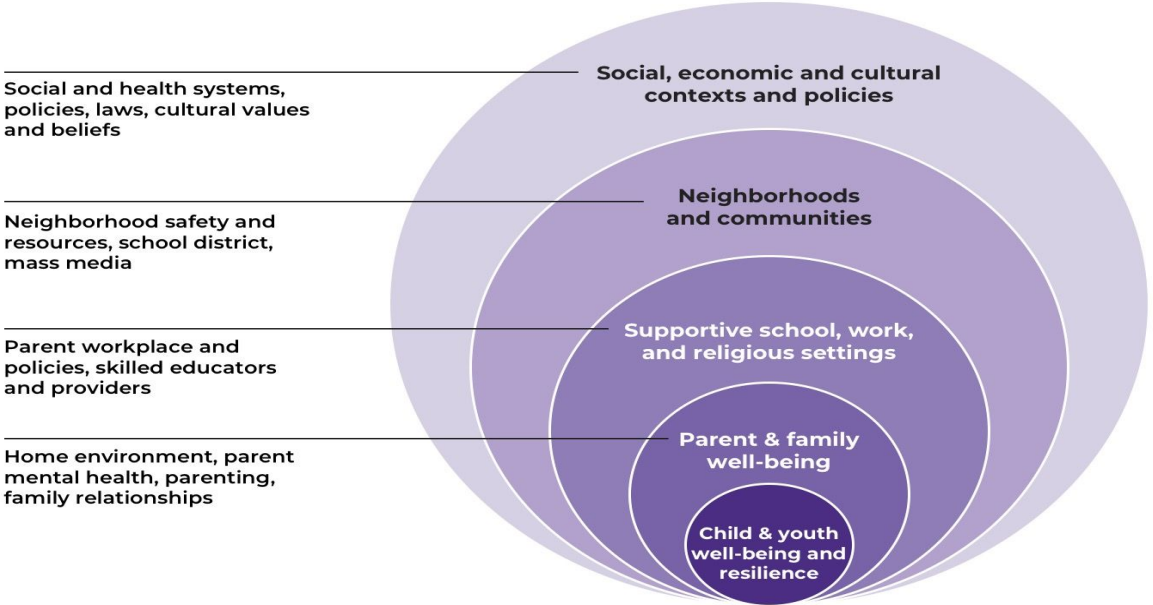 Social, economic and cultural
contexts and policies
Social and health systems,
policies, laws, cultural values
and beliefs
Neighborhoods
and communities
Neighborhood safety and
resources, school district,
mass media
Supportive school, work,
and religious settings
Parent workplace and
policies, skilled educators
and providers
Parent & family
well-being
Home environment, parent
mental health, parenting,
family relationships
Child & youth
well-being and
resilience